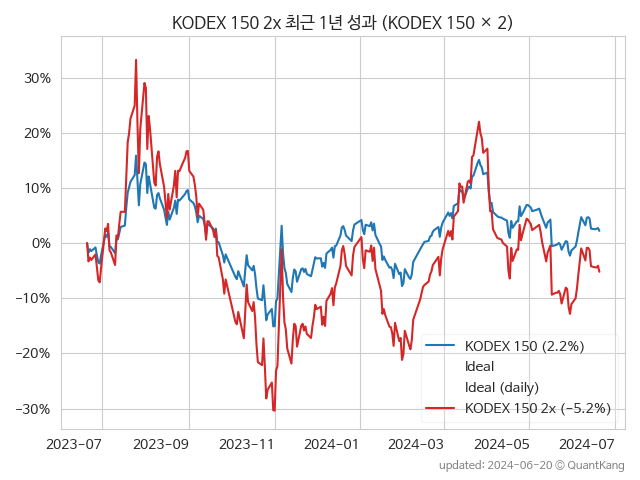 KODEX 150 2x 최근 1년 성과 (KODEX 150 × 2)
30%
20%
10%
0%
−10%
−20%
−30%
2023-07
2023-09
2023-11
2024-01
2024-03
2024-05
2024-07
KODEX 150 (2.2%)
Ideal
Ideal (daily)
KODEX 150 2x (−5.2%)
updated: 2024-06-20 © QuantKang